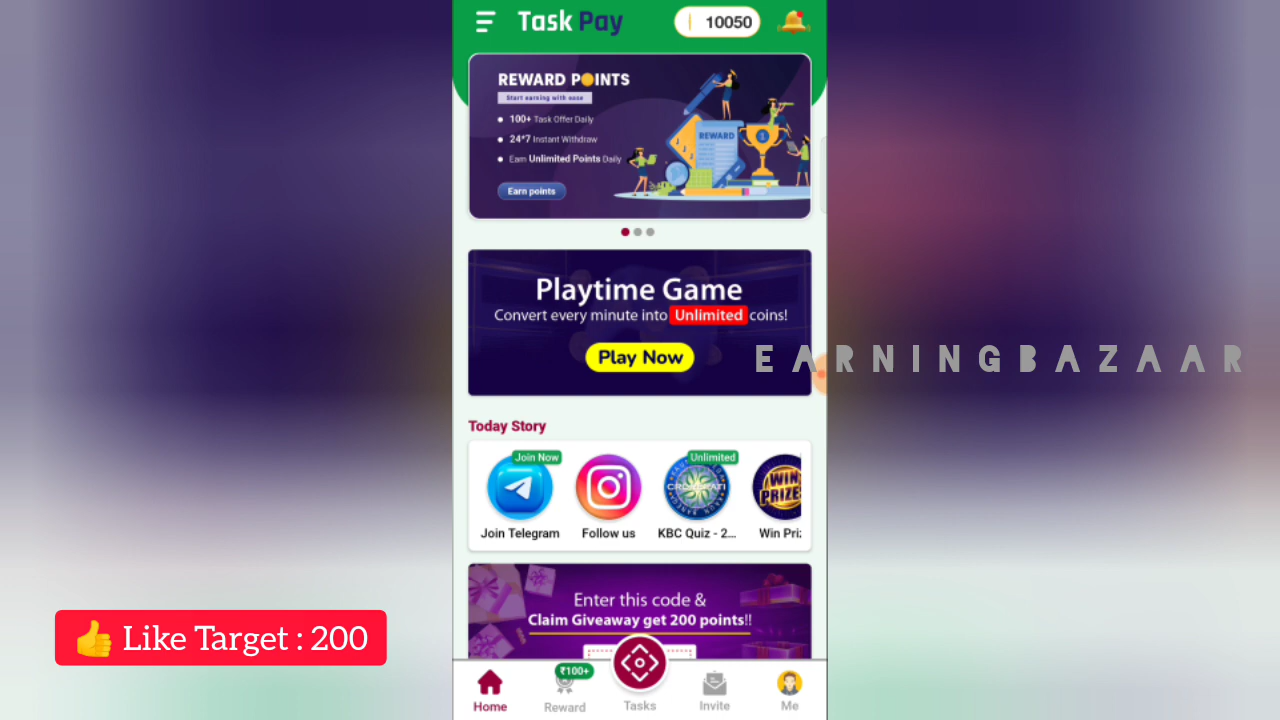 Task Pay
10050
REWARD POINTS
Start earning with ease
100+ Task Offer Daily
24*7 Instant Withdraw
Earn Unlimited Points Daily
Earn points
REWARD
Playtime Game
Convert every minute into Unlimited coins!
Play Now
EARNINGBAZAAR
Today Story
Join Now
Unlimited
WIN
PRIZE
Join Telegram
Follow us
KBC Quiz - 2...
Win Pri
Enter this code &
Claim Giveaway get 200 points!!
👍 Like Target : 200
₹100+
Home
Reward
Tasks
Invite
Me